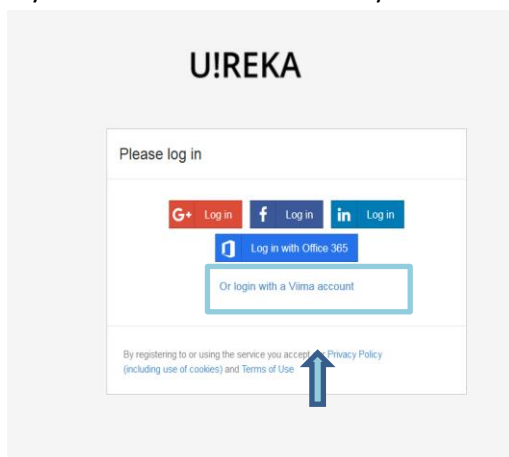 U!REKA
Please log in
G+ Log in f Log in in Log in
Log in with Office 365
Or login with a Viima account
By registering to or using the service you accept Privacy Policy
(including use of cookies) and Terms of Use